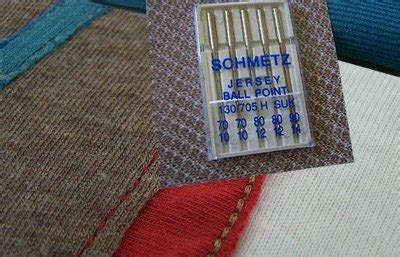 SCHMETZ
JERSEY
BALL POINT
130/705 H SUK
70 70 80 80 90
10 10 12 12 14